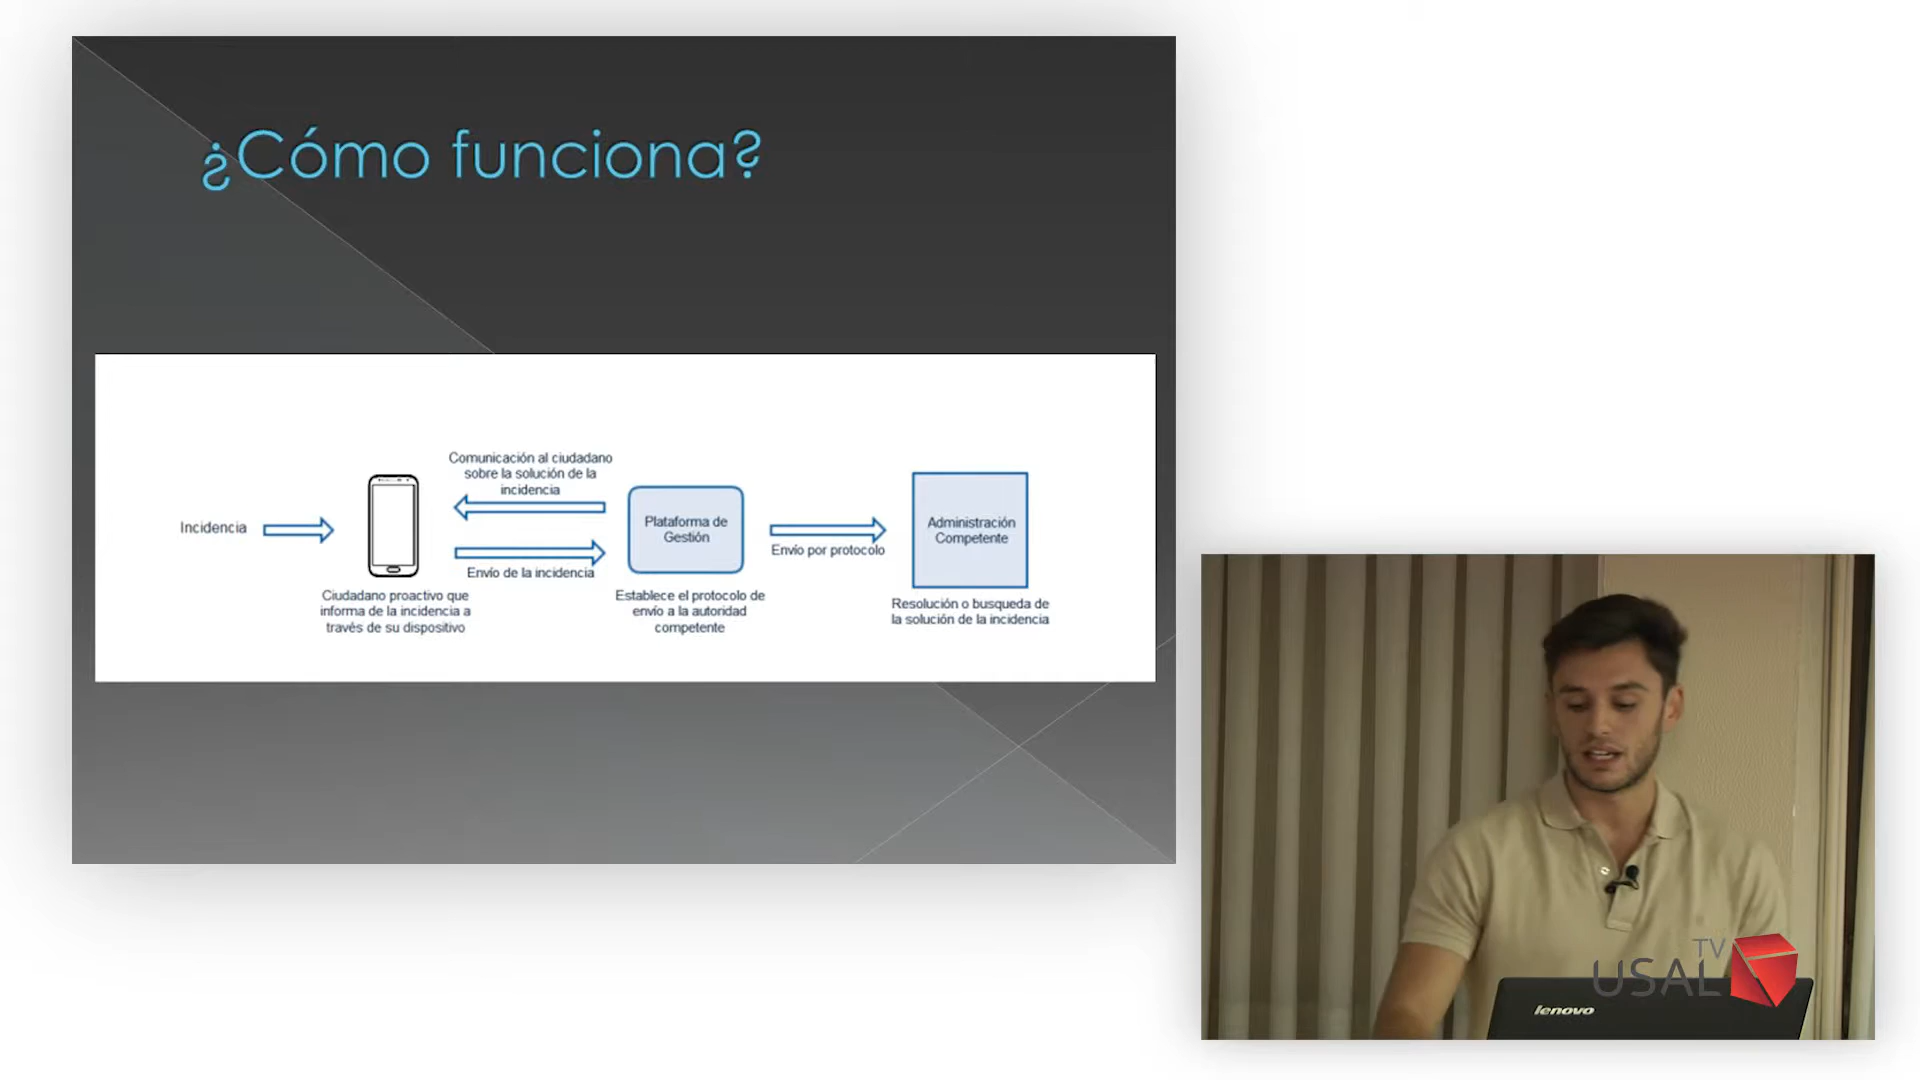 ¿Cómo funciona?
Comunicación al ciudadano
sobre la solución de la
incidencia
Incidencia
Envío de la incidencia
Ciudadano proactivo que
informa de la incidencia a
través de su dispositivo
Plataforma de
Gestión
Establece el protocolo de
envío a la autoridad
competente
Envío por protocolo
Administración
Competente
Resolución o busqueda de
la solución de la incidencia
TV
USAL
lenovo